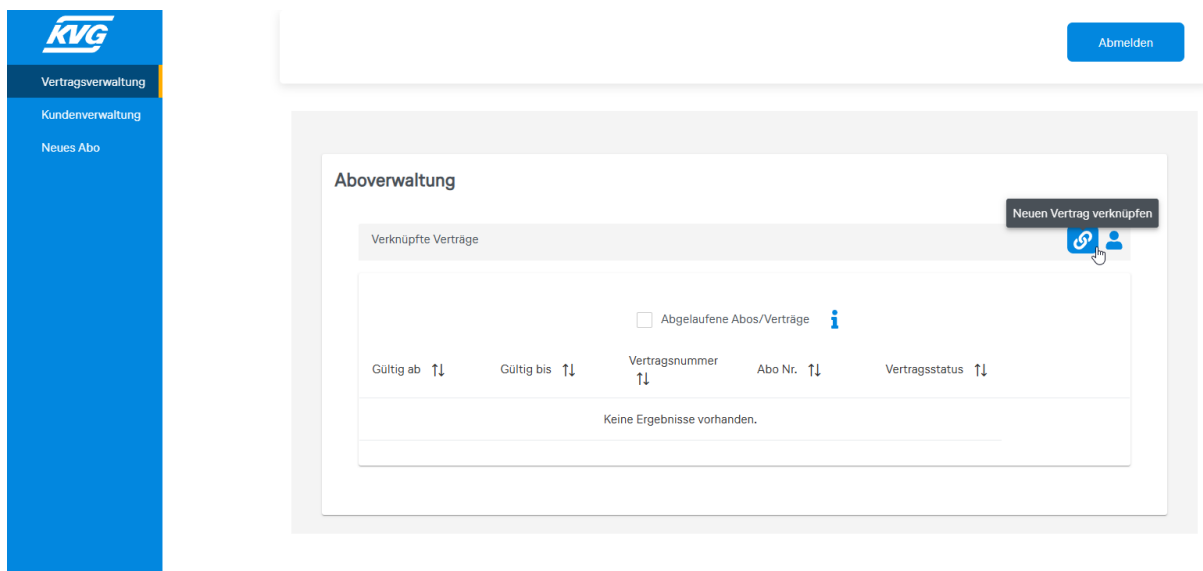 KVG
Abmelden
Vertragsverwaltung
Kundenverwaltung
Neues Abo
Aboverwaltung
Neuen Vertrag verknüpfen
Verknüpfte Verträge
Abgelaufene Abos/Verträge
Gültig ab
Gültig bis
Vertragsnummer
Abo Nr.
Vertragsstatus
Keine Ergebnisse vorhanden.